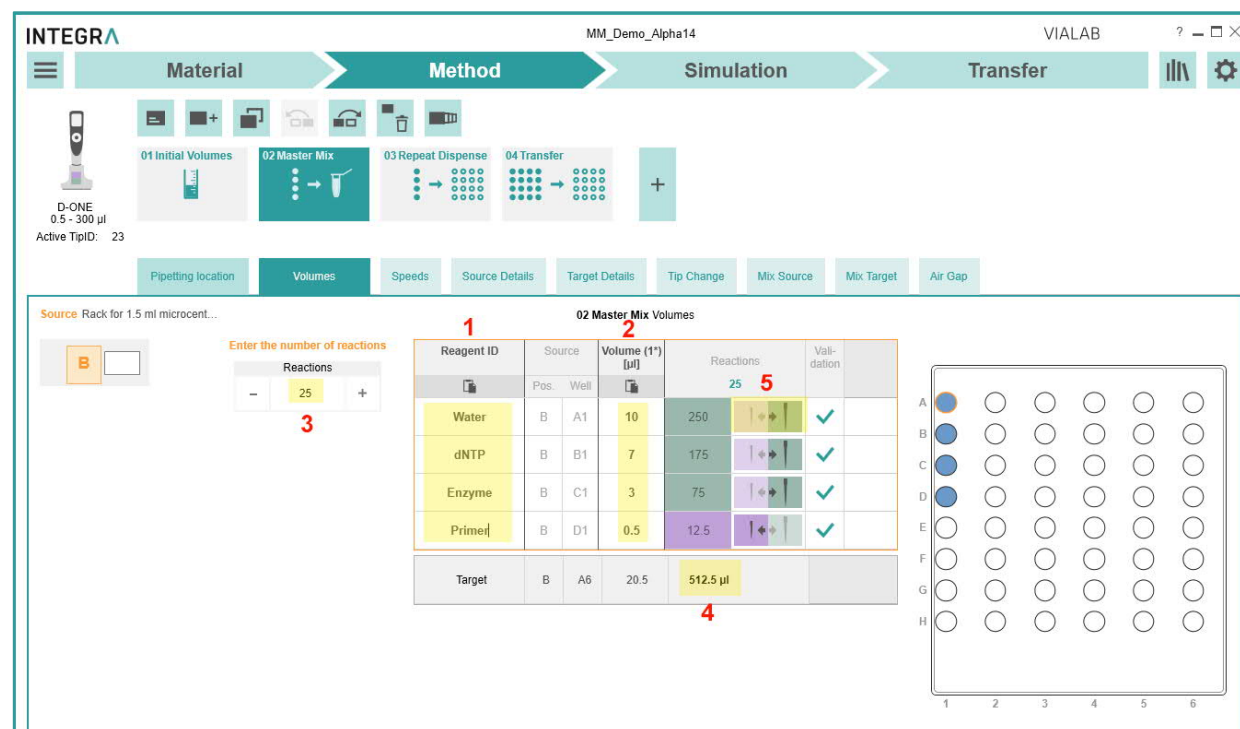 INTEGRA MM_Demo_Alpha14 VIALAB ?
Material Method Simulation Transfer
01 Initial Volumes 02 Master Mix 03 Repeat Dispense 04 Transfer
+
D-ONE
0.5 - 300 µl
Active TipID: 23
Pipetting location Volumes Speeds Source Details Target Details Tip Change Mix Source Mix Target Air Gap
Source Rack for 1.5 ml microcent...
02 Master Mix Volumes
B
Enter the number of reactions
Reactions
- 25 +
3
1 2
Reagent ID Source Volume (1*) Reactions Vali-
[µl] dation
Pos. Well 25 5
Water B A1 10 250
dNTP B B1 7 175
Enzyme B C1 3 75
Primer B D1 0.5 12.5
Target B A6 20.5 512.5 µl
4
A
B
C
D
E
F
G
H
1 2 3 4 5 6